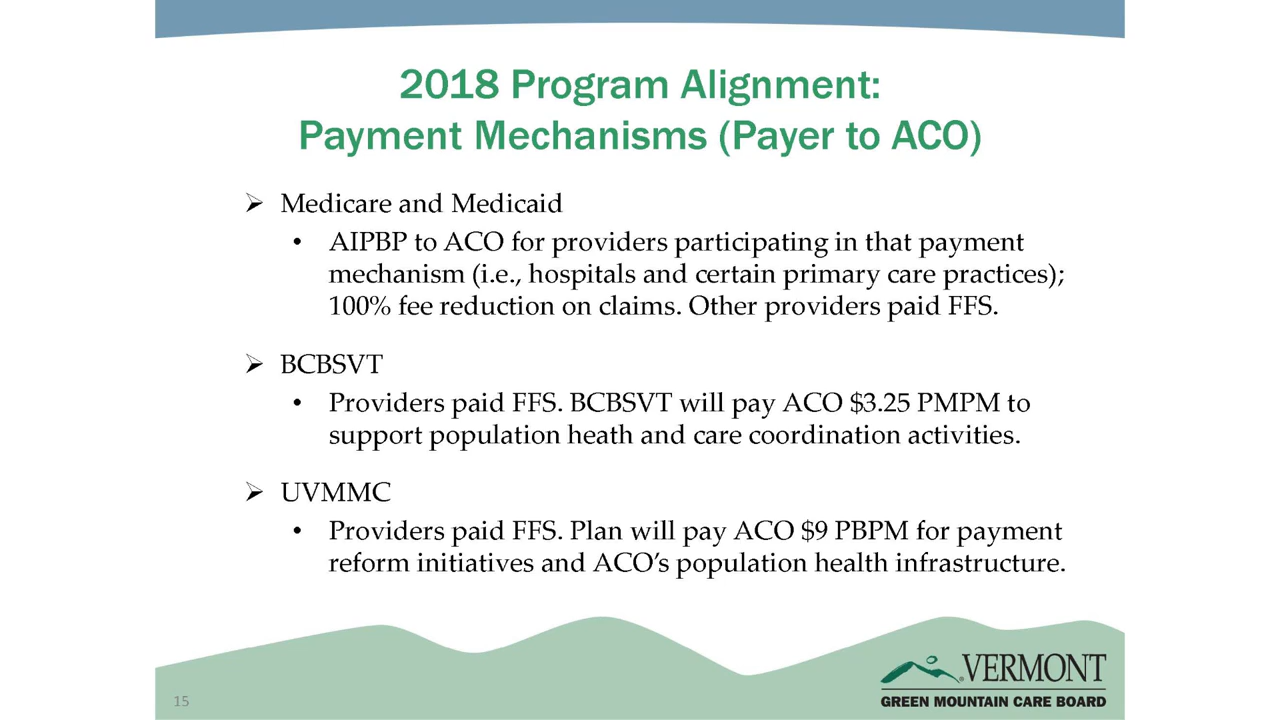 2018 Program Alignment:
Payment Mechanisms (Payer to ACO)
➢ Medicare and Medicaid
• AIPBP to ACO for providers participating in that payment
mechanism (i.e., hospitals and certain primary care practices);
100% fee reduction on claims. Other providers paid FFS.
➢ BCBSVT
• Providers paid FFS. BCBSVT will pay ACO $3.25 PMPM to
support population heath and care coordination activities.
➢ UVMMC
• Providers paid FFS. Plan will pay ACO $9 PBPM for payment
reform initiatives and ACO’s population health infrastructure.
15
VERMONT
GREEN MOUNTAIN CARE BOARD